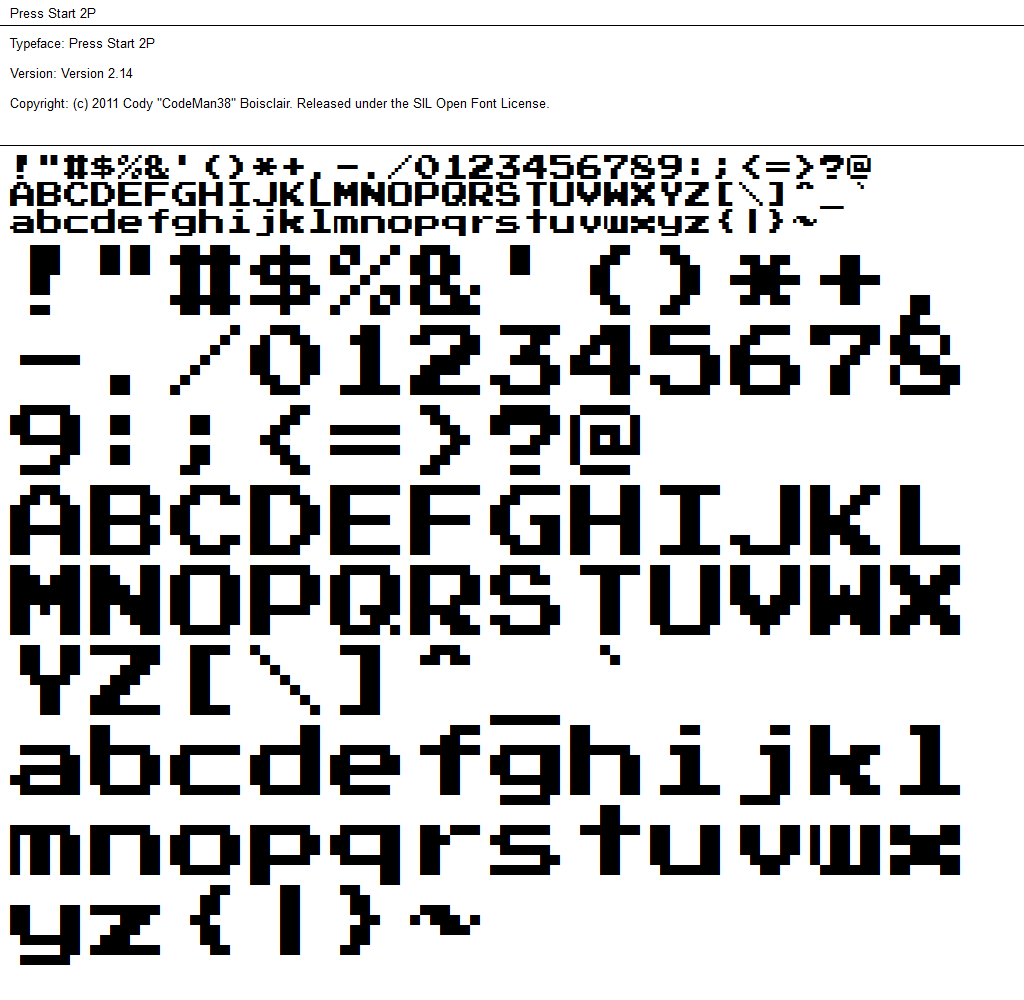 Press Start 2P
Typeface: Press Start 2P
Version: Version 2.14
Copyright: (c) 2011 Cody "CodeMan38" Boisclair. Released under the SIL Open Font License.
!"#$%&'()*+,-./0123456789:;<=>?@
ABCDEFGHIJKLMNOPQRSTUVWXYZ[\]^_`
abcdefghijklmnopqrstuvwxyz{|}~
!"#$%&'()*+,
-./012345678
9:;<=>?@
ABCDEFGHIJKL
MNOPQRSTUVWX
YZ[\]^_`
abcdefghijkl
mnopqrstuvwx
yz{|}~